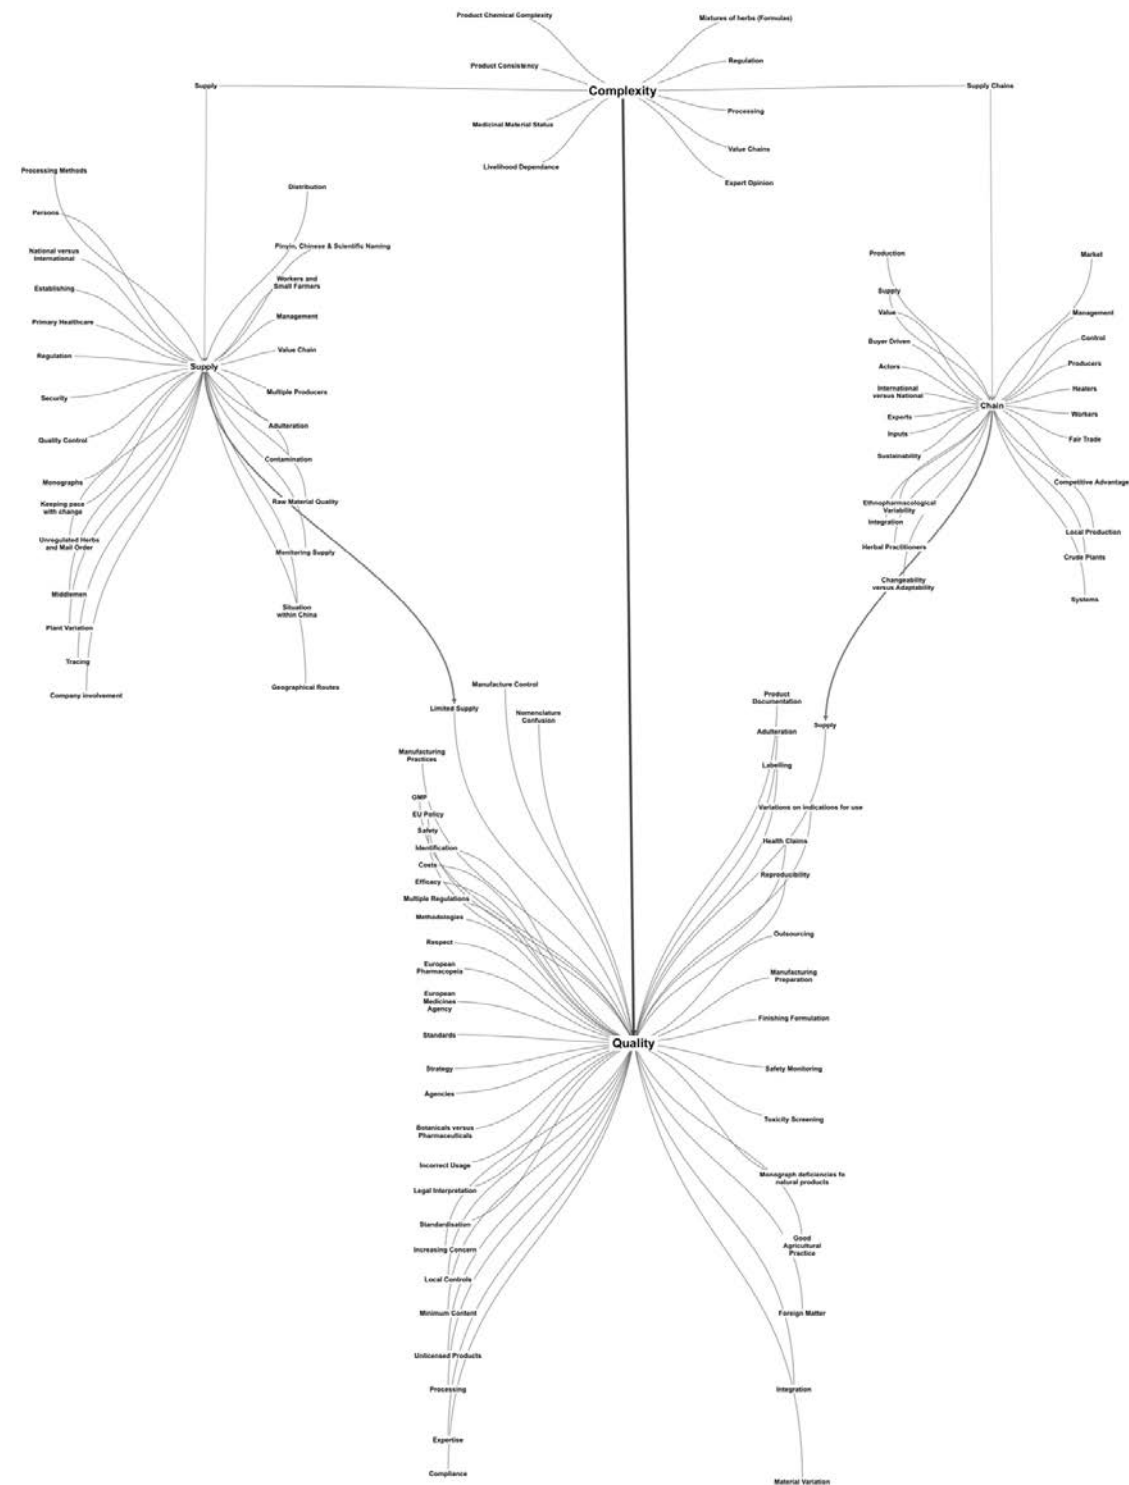 Product Chemical Complexity
Mixtures of herbs (Formulas)
Product Consistency
Regulation
Supply
Complexity
Supply Chains
Processing
Medicinal Material Status
Value Chains
Livelihood Dependance
Expert Opinion
Processing Methods
Distribution
Persons
Pinyin, Chinese & Scientific Naming
National versus
International
Workers and
Small Farmers
Establishing
Management
Primary Healthcare
Value Chain
Regulation
Supply
Security
Multiple Producers
Adulteration
Quality Control
Contamination
Monographs
Raw Material Quality
Keeping pace
with change
Unregulated Herbs
and Mail Order
Monitoring Supply
Middlemen
Situation
within China
Plant Variation
Tracing
Company involvement
Geographical Routes
Production
Market
Supply
Value
Management
Buyer Driven
Control
Actors
Producers
International
versus National
Heaters
Chain
Experts
Workers
Inputs
Fair Trade
Sustainability
Competitive Advantage
Ethnopharmacological
Variability
Integration
Local Production
Herbal Practitioners
Crude Plants
Changeability
versus Adaptability
Systems
Limited Supply
Manufacture Control
Nomenclature
Confusion
Product
Documentation
Supply
Adulteration
Manufacturing
Practices
Labelling
GMP
EU Policy
Variations on indications for use
Safety
Health Claims
Identification
Costs
Efficacy
Reproducibility
Multiple Regulations
Methodologies
Respect
Outsourcing
European
Pharmacopeia
Manufacturing
Preparation
European
Medicines
Agency
Finishing Formulation
Standards
Quality
Strategy
Safety Monitoring
Agencies
Toxicity Screening
Botanicals versus
Pharmaceuticals
Incorrect Usage
Monograph deficiencies fo
natural products
Legal Interpretation
Standardisation
Increasing Concern
Good
Agricultural
Practice
Local Controls
Minimum Content
Foreign Matter
Unlicensed Products
Processing
Integration
Expertise
Compliance
Material Variation